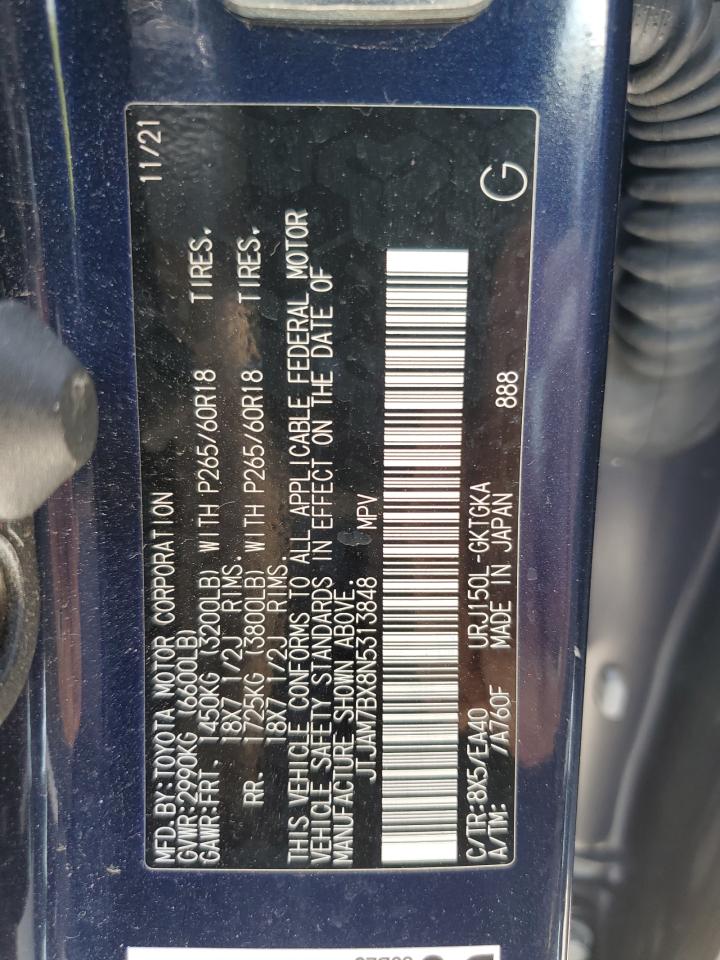 MFD. BY: TOYOTA MOTOR CORPORATION 11/21
GVWR: 2990KG (6600LB)
GAWR: FRT. 1450KG (3200LB) WITH P265/60R18 TIRES.
18X7 1/2J RIMS.
RR. 1725KG (3800LB) WITH P265/60R18 TIRES.
18X7 1/2J RIMS.
THIS VEHICLE CONFORMS TO ALL APPLICABLE FEDERAL MOTOR
VEHICLE SAFETY STANDARDS IN EFFECT ON THE DATE OF
MANUFACTURE SHOWN ABOVE.
JTJAM7BX8N5313848 MPV
C/TR: 8X5/EA40 URJ150L-GKTGKA
A/TM: /A760F MADE IN JAPAN 888
G